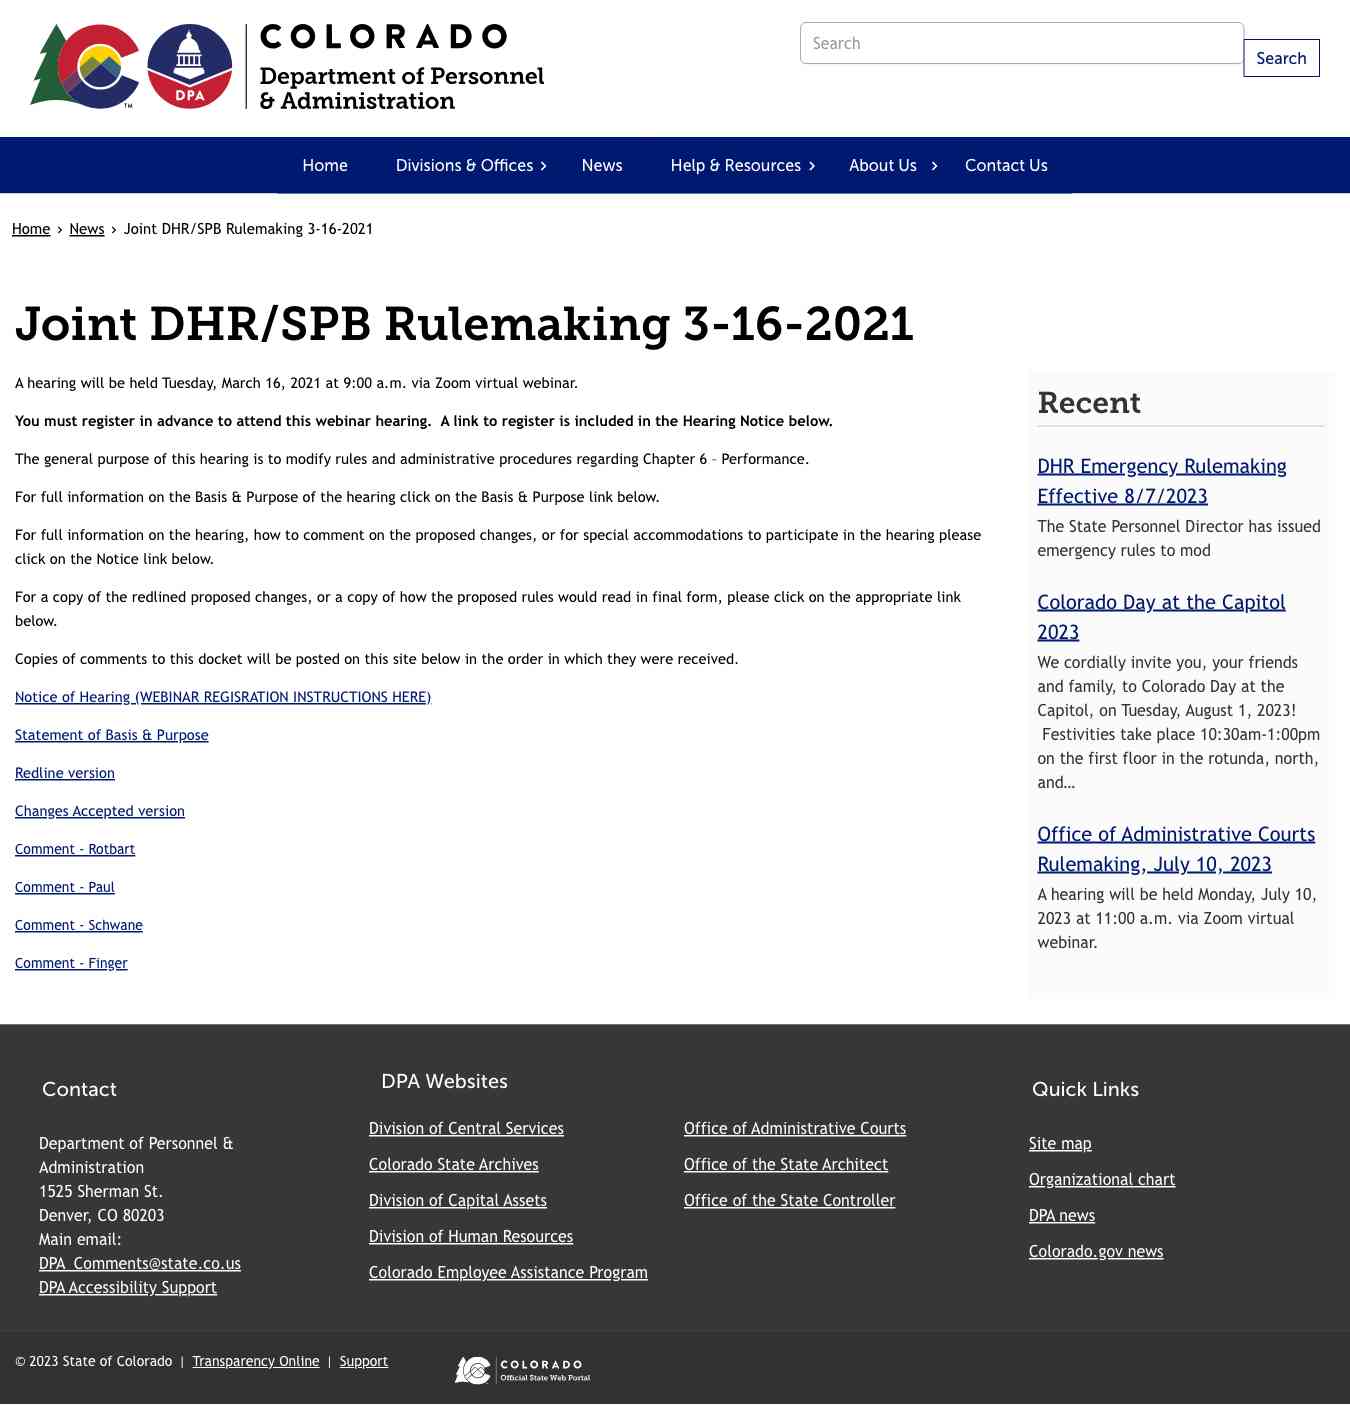 COLORADO
Department of Personnel
& Administration
DPA
TM
Search
Search
Home
Divisions & Offices ›
News
Help & Resources ›
About Us ›
Contact Us
Home › News › Joint DHR/SPB Rulemaking 3-16-2021
Joint DHR/SPB Rulemaking 3-16-2021
A hearing will be held Tuesday, March 16, 2021 at 9:00 a.m. via Zoom virtual webinar.
You must register in advance to attend this webinar hearing.  A link to register is included in the Hearing Notice below.
The general purpose of this hearing is to modify rules and administrative procedures regarding Chapter 6 – Performance.
For full information on the Basis & Purpose of the hearing click on the Basis & Purpose link below.
For full information on the hearing, how to comment on the proposed changes, or for special accommodations to participate in the hearing please
click on the Notice link below.
For a copy of the redlined proposed changes, or a copy of how the proposed rules would read in final form, please click on the appropriate link
below.
Copies of comments to this docket will be posted on this site below in the order in which they were received.
Notice of Hearing (WEBINAR REGISRATION INSTRUCTIONS HERE)
Statement of Basis & Purpose
Redline version
Changes Accepted version
Comment - Rotbart
Comment - Paul
Comment - Schwane
Comment - Finger
Recent
DHR Emergency Rulemaking
Effective 8/7/2023
The State Personnel Director has issued
emergency rules to mod
Colorado Day at the Capitol
2023
We cordially invite you, your friends
and family, to Colorado Day at the
Capitol, on Tuesday, August 1, 2023!
Festivities take place 10:30am-1:00pm
on the first floor in the rotunda, north,
and…
Office of Administrative Courts
Rulemaking, July 10, 2023
A hearing will be held Monday, July 10,
2023 at 11:00 a.m. via Zoom virtual
webinar.
Contact
Department of Personnel &
Administration
1525 Sherman St.
Denver, CO 80203
Main email:
DPA_Comments@state.co.us
DPA Accessibility Support
DPA Websites
Division of Central Services
Colorado State Archives
Division of Capital Assets
Division of Human Resources
Colorado Employee Assistance Program
Office of Administrative Courts
Office of the State Architect
Office of the State Controller
Quick Links
Site map
Organizational chart
DPA news
Colorado.gov news
© 2023 State of Colorado | Transparency Online | Support
COLORADO
Official State Web Portal